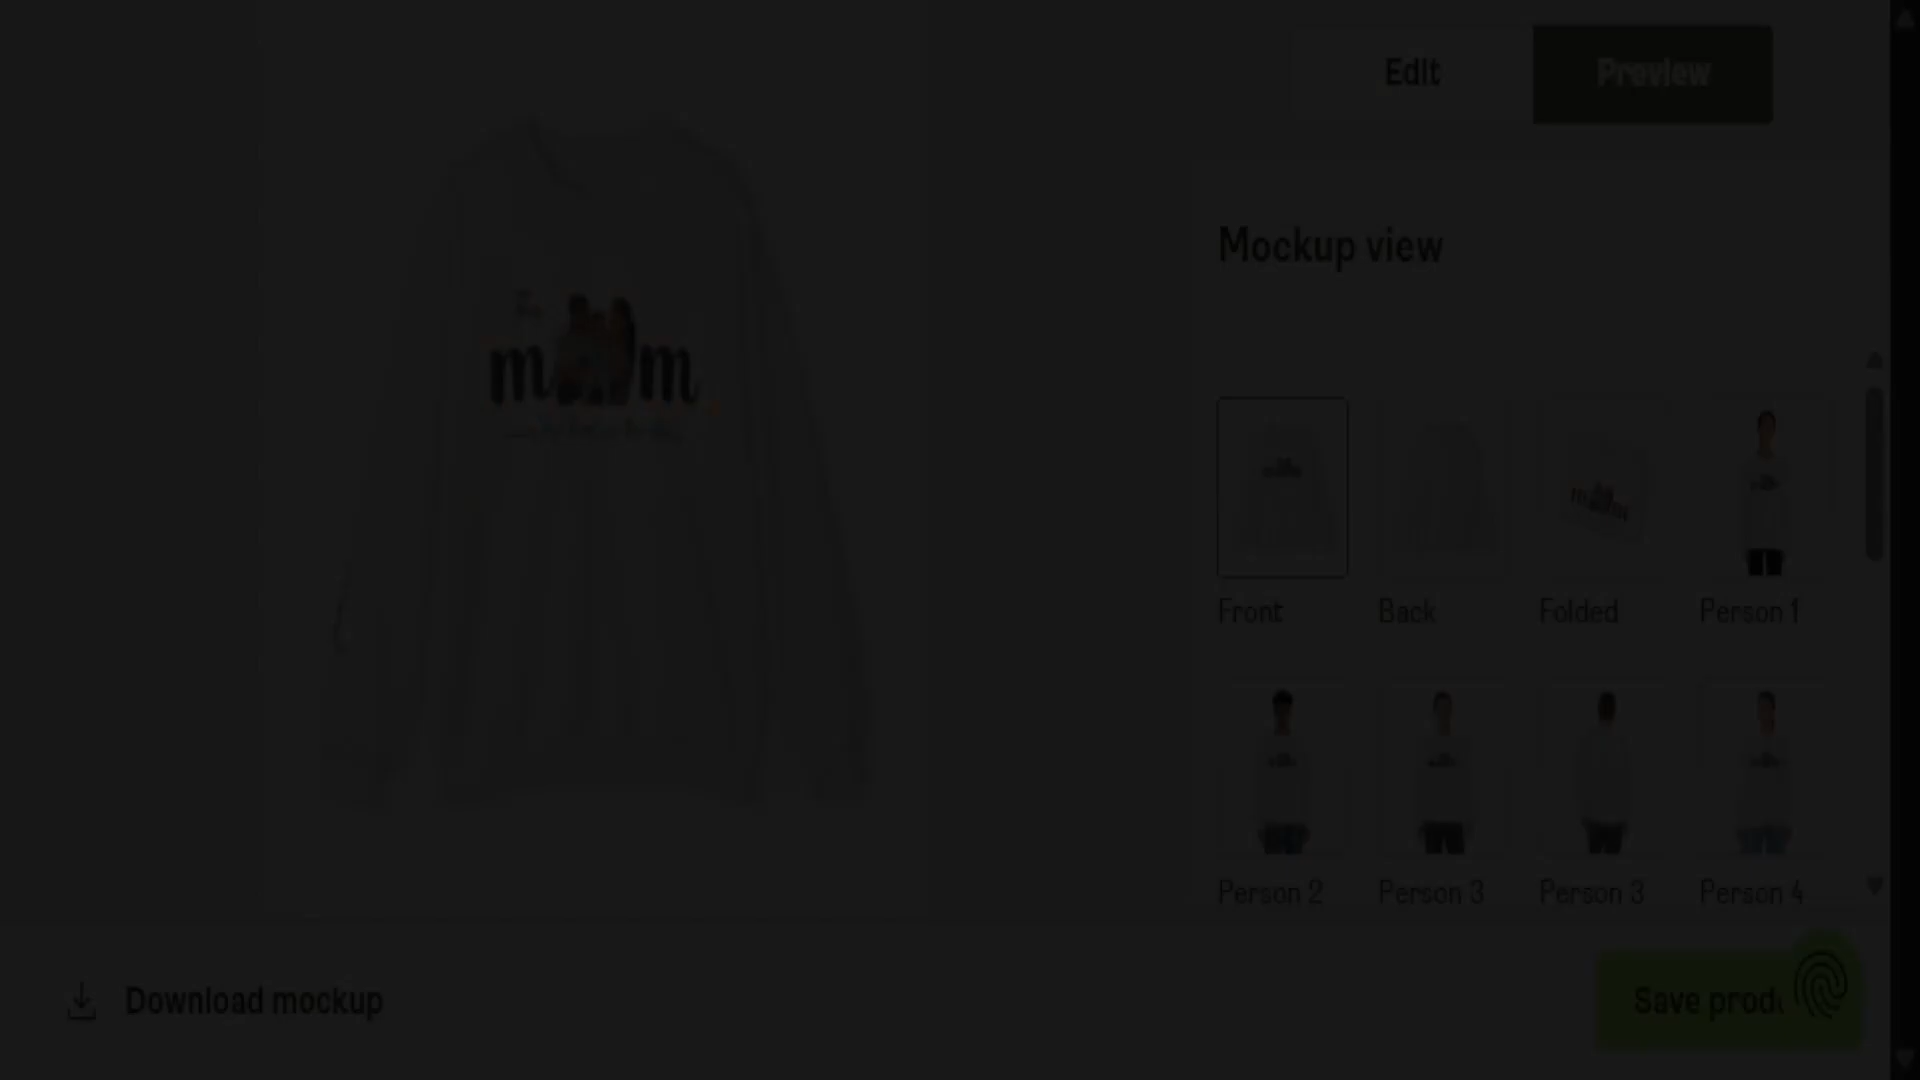 Edit
Preview
Mockup view
m m
Front
Back
Folded
Person 1
Person 2
Person 3
Person 3
Person 4
Download mockup
Save